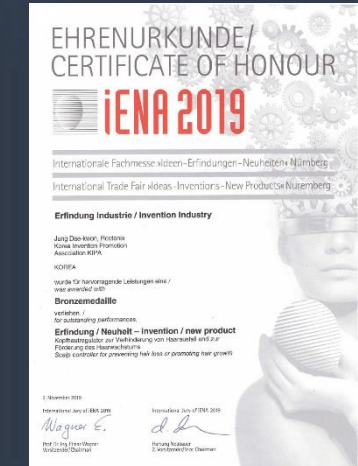 EHRENURKUNDE/
CERTIFICATE OF HONOUR
iENA 2019
Internationale Fachmesse »Ideen-Erfindungen-Neuheiten« Nürnberg
International Trade Fair »Ideas-Inventions-New Products« Nuremberg
Erfindung Industrie / Invention Industry
Jung Dae-kwon,
Korea Invention Promotion
Association KIPA
KOREA
wurde für hervorragende Leistungen eine /
was awarded with
Bronzemedaille
verliehen. /
for outstanding performances.
Erfindung / Neuheit – invention / new product
Kopfhautregulator zur Verhinderung von Haarausfall und zur
Förderung des Haarwachstums
Scalp controller for preventing hair loss or promoting hair growth
November 2019
International Jury of iENA 2019
International Jury of iENA 2019
Wagner
Vorsitzender/Chairman
Hartung
2. Vorsitzender/Vice Chairman